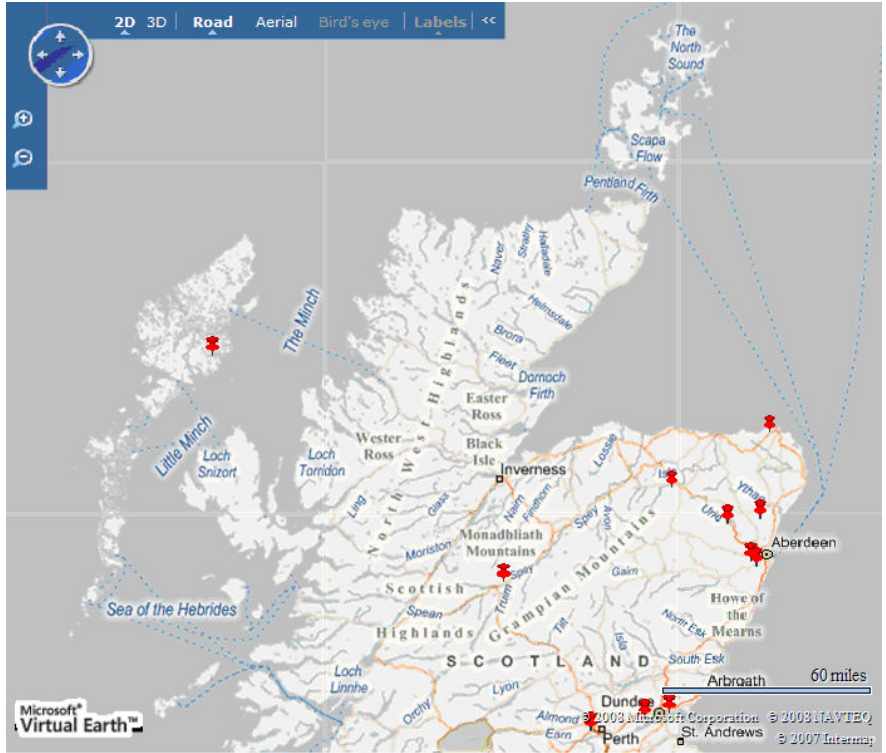 2D 3D Road Aerial Bird's eye Labels <<
The
North
Sound
Scapa
Flow
Pentland Firth
Naver
Strathy
Halladale
The Minch
Helmsdale
Brora
Fleet
Dornoch
Firth
North West Highlands
Easter
Ross
Little Minch
Loch
Snizort
Loch
Torridon
Wester
Ross
Black
Isle
Inverness
Lossie
Isla
Ythan
Ling
Glass
Nairn
Findhorn
Spey
Avon
Urie
Moriston
Monadhliath
Mountains
Aberdeen
Grampian Mountains
Scottish
Highlands
Spey
Truim
Gairn
Howe of
the
Mearns
Sea of the Hebrides
Spean
Tilt
Isla
North Esk
SCOTLAND
South Esk
Loch
Linnhe
Lyon
Arbroath
60 miles
Orchy
Almond
Earn
Dundee
Perth
St. Andrews
Microsoft®
Virtual Earth™
© 2008 Microsoft Corporation © 2008 NAVTEQ
© 2007 Intermap